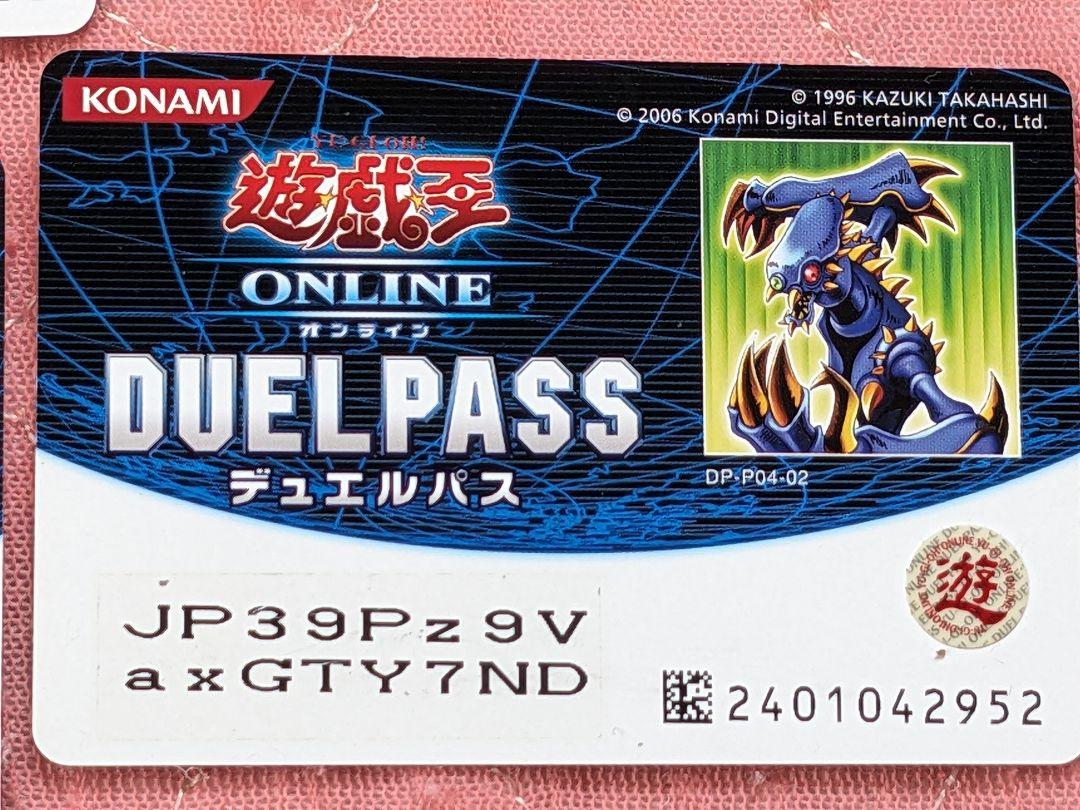 KONAMI
© 1996 KAZUKI TAKAHASHI
© 2006 Konami Digital Entertainment Co., Ltd.
YU-GI-OH!
遊戯王
ONLINE
オンライン
DUELPASS
デュエルパス
DP-P04-02
遊
JP39Pz9V
axGTY7ND
2401042952